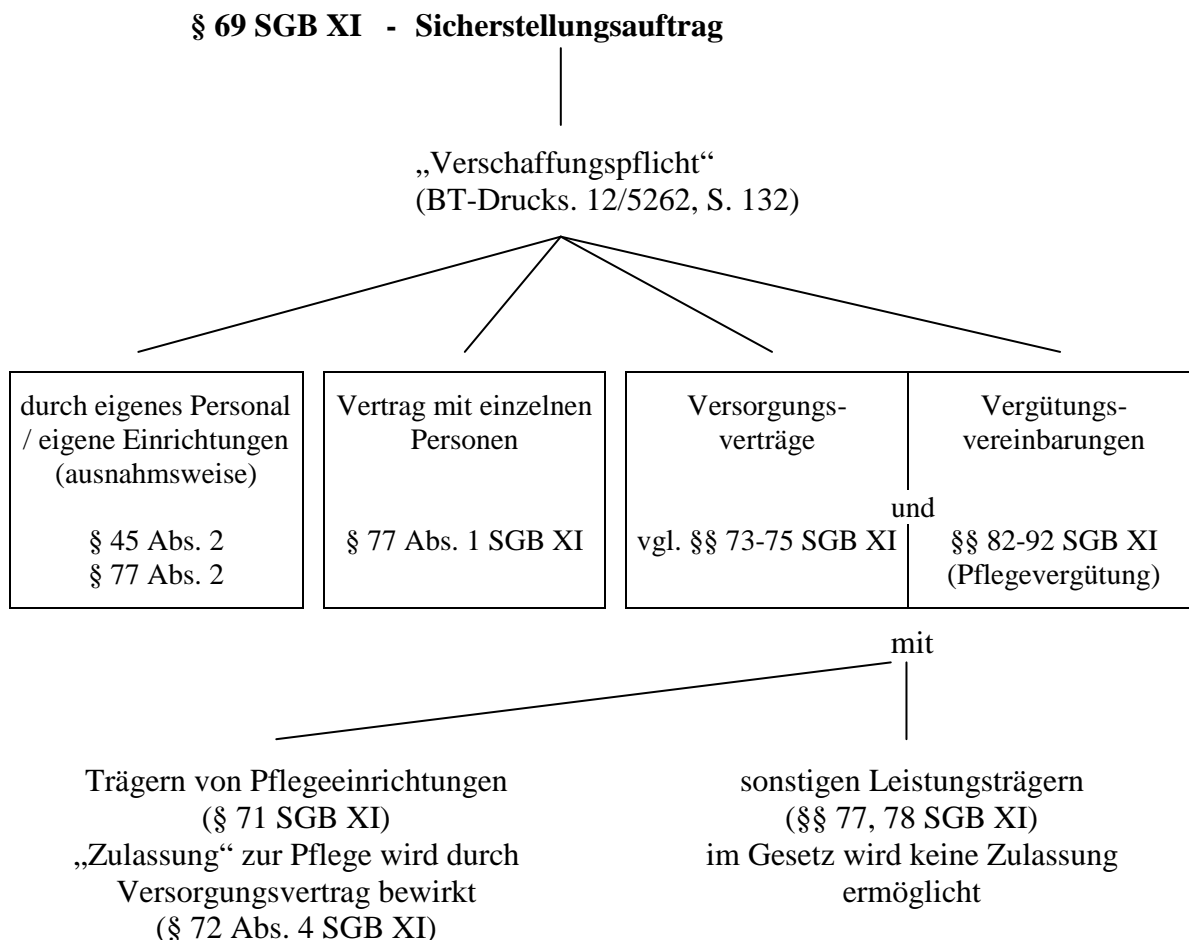 § 69 SGB XI - Sicherstellungsauftrag
„Verschaffungspflicht“
(BT-Drucks. 12/5262, S. 132)
durch eigenes Personal
/ eigene Einrichtungen
(ausnahmsweise)
§ 45 Abs. 2
§ 77 Abs. 2
Vertrag mit einzelnen
Personen
§ 77 Abs. 1 SGB XI
Versorgungs-
verträge
vgl. §§ 73-75 SGB XI
und
Vergütungs-
vereinbarungen
§§ 82-92 SGB XI
(Pflegevergütung)
mit
Trägern von Pflegeeinrichtungen
(§ 71 SGB XI)
„Zulassung“ zur Pflege wird durch
Versorgungsvertrag bewirkt
(§ 72 Abs. 4 SGB XI)
sonstigen Leistungsträgern
(§§ 77, 78 SGB XI)
im Gesetz wird keine Zulassung
ermöglicht